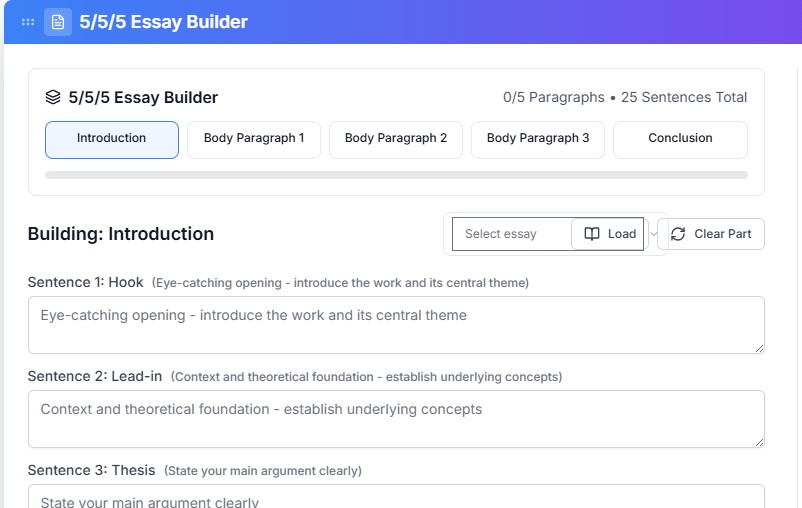 5/5/5 Essay Builder
5/5/5 Essay Builder 0/5 Paragraphs • 25 Sentences Total
Introduction Body Paragraph 1 Body Paragraph 2 Body Paragraph 3 Conclusion
Building: Introduction Select essay Load Clear Part
Sentence 1: Hook (Eye-catching opening - introduce the work and its central theme)
Eye-catching opening - introduce the work and its central theme
Sentence 2: Lead-in (Context and theoretical foundation - establish underlying concepts)
Context and theoretical foundation - establish underlying concepts
Sentence 3: Thesis (State your main argument clearly)
State your main argument clearly